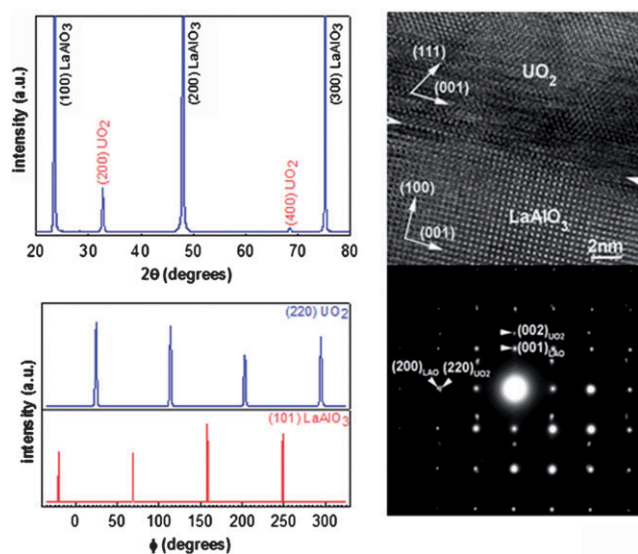 intensity (a.u.)
(100) LaAlO3
(200) UO2
(200) LaAlO3
(400) UO2
(300) LaAlO3
20 30 40 50 60 70 80
2θ (degrees)
intensity (a.u.)
(220) UO2
(101) LaAlO3
0 50 100 150 200 250 300
ϕ (degrees)
(111)
(001)
UO2
(100)
(001)
LaAlO3
2nm
(002)UO2
(001)LAO
(200)LAO (220)UO2